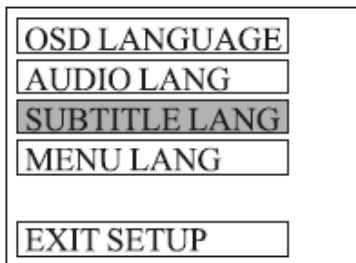 OSD LANGUAGE
AUDIO LANG
SUBTITLE LANG
MENU LANG
EXIT SETUP